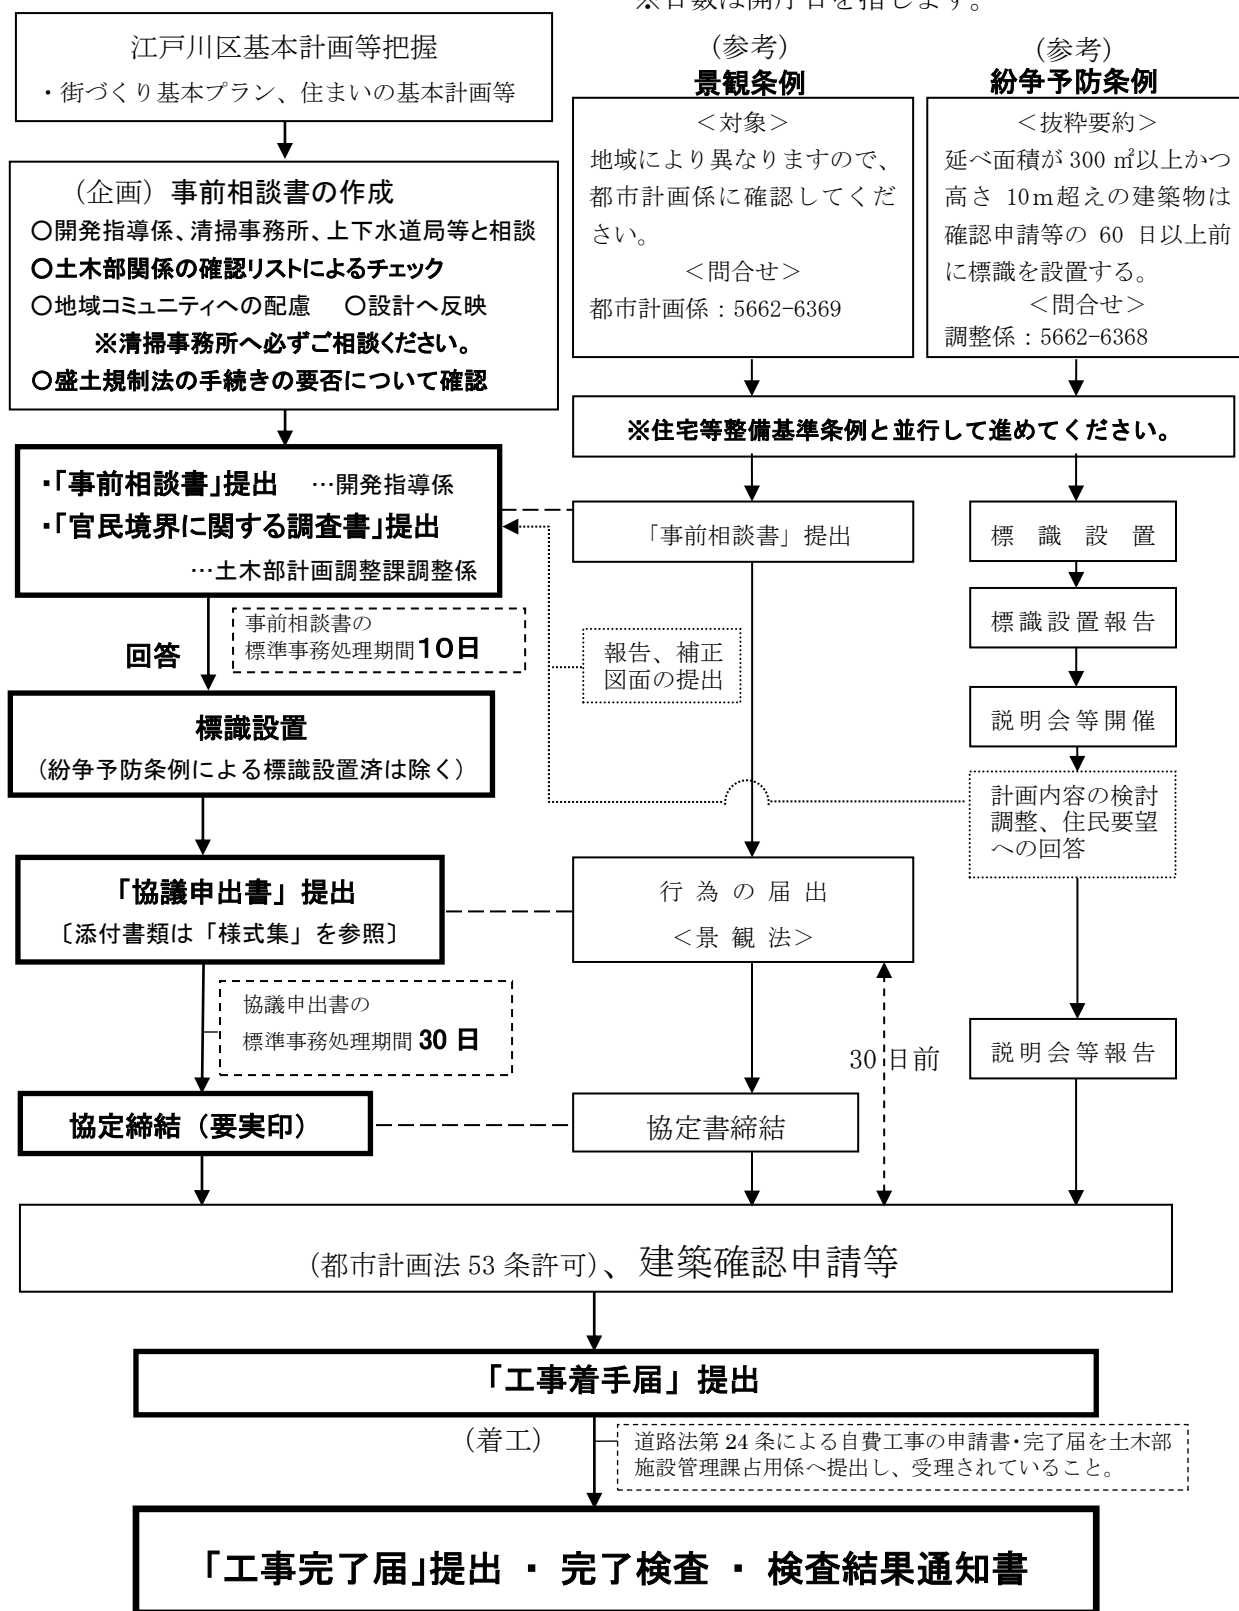 ※日数は開庁日を指します。
江戸川区基本計画等把握
・街づくり基本プラン、住まいの基本計画等
（企画）事前相談書の作成
○開発指導係、清掃事務所、上下水道局等と相談
○土木部関係の確認リストによるチェック
○地域コミュニティへの配慮　○設計へ反映
※清掃事務所へ必ずご相談ください。
○盛土規制法の手続きの要否について確認
（参考）
景観条例
＜対象＞
地域により異なりますので、
都市計画係に確認してくだ
さい。
＜問合せ＞
都市計画係：5662-6369
（参考）
紛争予防条例
＜抜粋要約＞
延べ面積が 300 ㎡以上かつ
高さ 10ｍ超えの建築物は
確認申請等の 60 日以上前
に標識を設置する。
＜問合せ＞
調整係：5662-6368
※住宅等整備基準条例と並行して進めてください。
・「事前相談書」提出　…開発指導係
・「官民境界に関する調査書」提出
…土木部計画調整課調整係
「事前相談書」提出
標識設置
事前相談書の
標準事務処理期間10日
回答
報告、補正
図面の提出
標識設置報告
標識設置
（紛争予防条例による標識設置済は除く）
説明会等開催
計画内容の検討
調整、住民要望
への回答
「協議申出書」提出
〔添付書類は「様式集」を参照〕
行為の届出
＜景観法＞
協議申出書の
標準事務処理期間 30 日
30 日前
説明会等報告
協定締結（要実印）
協定書締結
（都市計画法 53 条許可）、建築確認申請等
「工事着手届」提出
（着工）
道路法第 24 条による自費工事の申請書・完了届を土木部
施設管理課占用係へ提出し、受理されていること。
「工事完了届」提出 ・ 完了検査 ・ 検査結果通知書